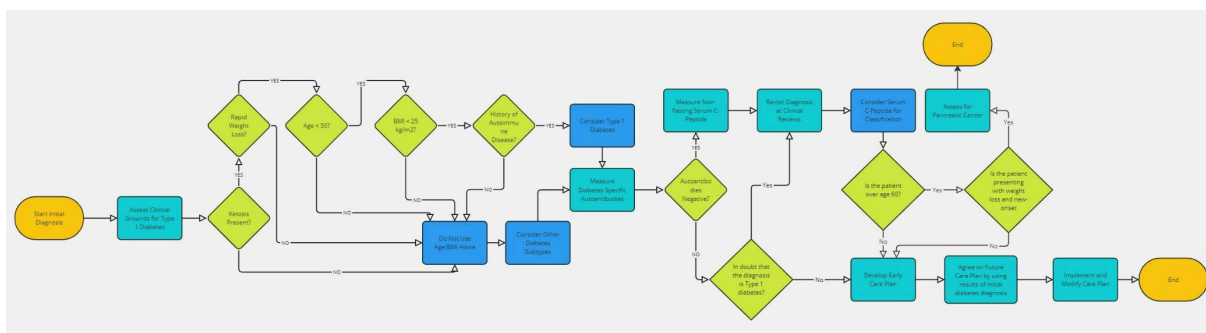 Start Initial
Diagnosis
Assess Clinical
Grounds for Type
1 Diabetes
Ketosis
Present?
YES
NO
Rapid
Weight
Loss?
YES
NO
Age < 50?
YES
NO
BMI < 25
kg/m2?
YES
NO
History of
Autoimmu
ne
Disease?
YES
NO
Consider Type 1
Diabetes
Do Not Use
Age/BMI Alone
Consider Other
Diabetes
Subtypes
Measure
Diabetes-Specific
Autoantibodies
Autoantibo
dies
Negative?
YES
NO
Measure Non-
Fasting Serum C-
Peptide
Revisit Diagnosis
at Clinical
Reviews
Consider Serum
C-Peptide for
Classification
In doubt that
the diagnosis
is Type 1
diabetes?
Yes
No
Is the patient
over age 60?
Yes
No
Is the patient
presenting
with weight
loss and new-
onset
Yes
No
Assess for
Pancreatic Cancer
End
Develop Early
Care Plan
Agree on Future
Care Plan by using
results of initial
diabetes diagnosis
Implement and
Modify Care Plan
End